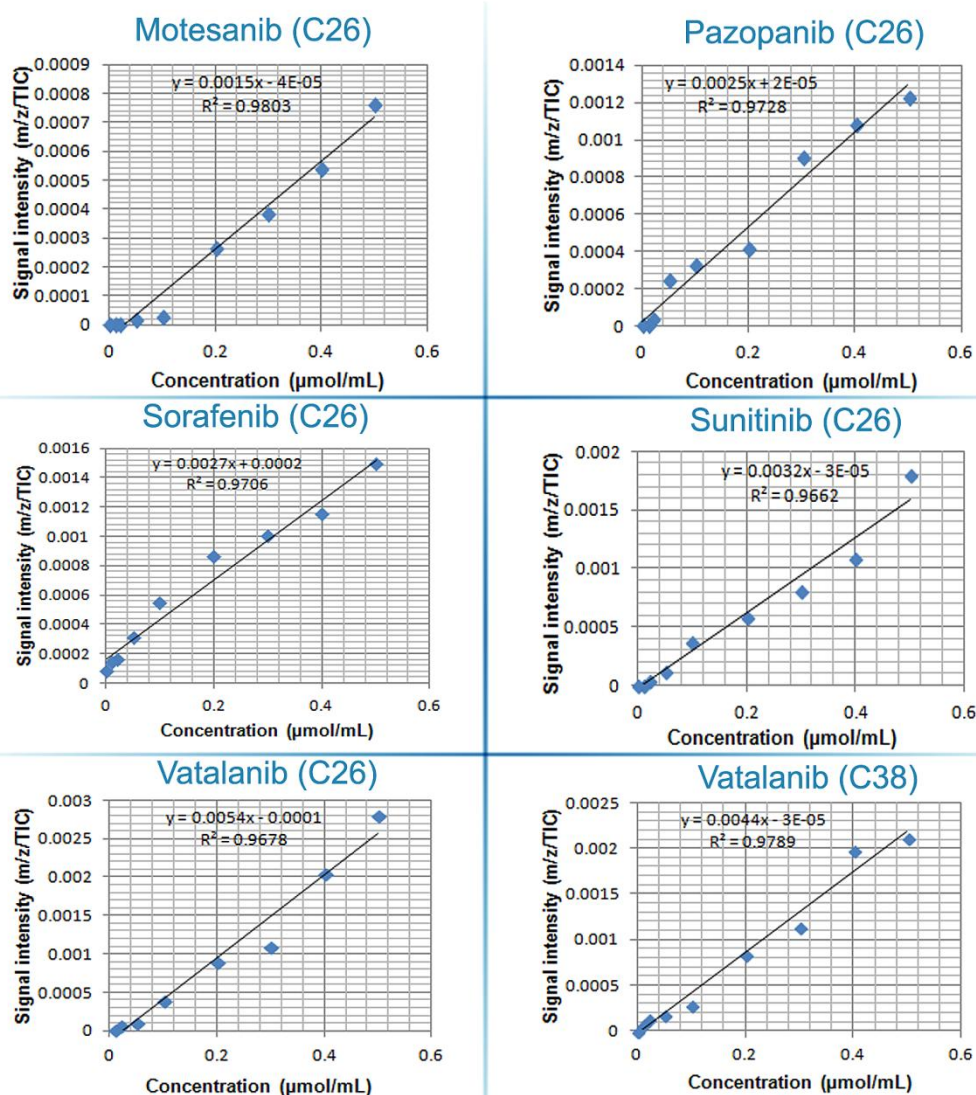 Motesanib (C26)
0.0009
0.0008
0.0007
0.0006
0.0005
0.0004
0.0003
0.0002
0.0001
0
y = 0.0015x - 4E-05
R² = 0.9803
Signal intensity (m/z/TIC)
0 0.2 0.4 0.6
Concentration (µmol/mL)
Pazopanib (C26)
0.0014
0.0012
0.001
0.0008
0.0006
0.0004
0.0002
0
y = 0.0025x + 2E-05
R² = 0.9728
Signal intensity (m/z/TIC)
0 0.2 0.4 0.6
Concentration (µmol/mL)
Sorafenib (C26)
0.0016
0.0014
0.0012
0.001
0.0008
0.0006
0.0004
0.0002
0
y = 0.0027x + 0.0002
R² = 0.9706
Signal intensity (m/z/TIC)
0 0.2 0.4 0.6
Concentration (µmol/mL)
Sunitinib (C26)
0.002
0.0015
0.001
0.0005
0
y = 0.0032x - 3E-05
R² = 0.9662
Signal intensity (m/z/TIC)
0 0.2 0.4 0.6
Concentration (µmol/mL)
Vatalanib (C26)
0.003
0.0025
0.002
0.0015
0.001
0.0005
0
y = 0.0054x - 0.0001
R² = 0.9678
Signal intensity (m/z/TIC)
0 0.2 0.4 0.6
Concentration (µmol/mL)
Vatalanib (C38)
0.0025
0.002
0.0015
0.001
0.0005
0
y = 0.0044x - 3E-05
R² = 0.9789
Signal intensity (m/z/TIC)
0 0.2 0.4 0.6
Concentration (µmol/mL)